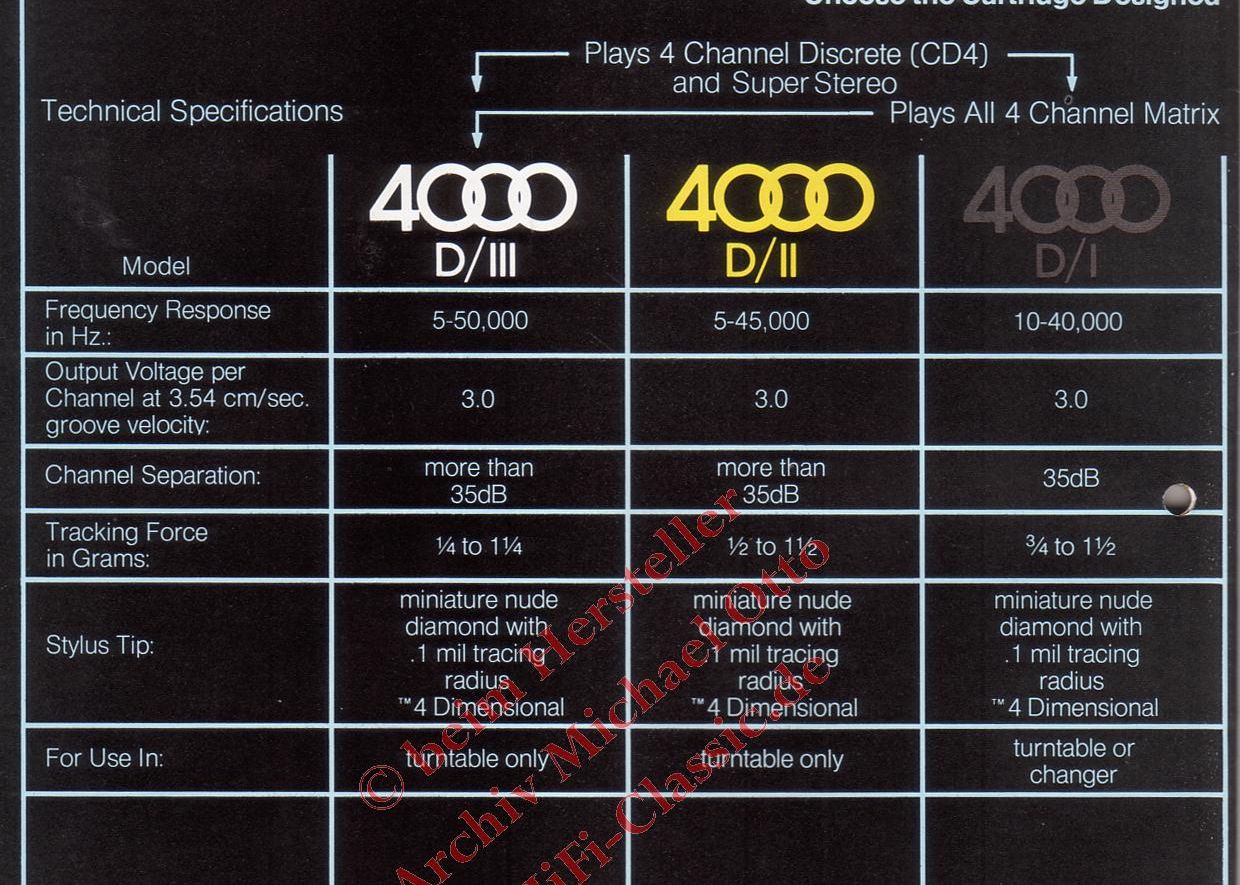 Choose the Cartridge Designed
Plays 4 Channel Discrete (CD4)
and Super Stereo
Technical Specifications
Plays All 4 Channel Matrix
Model
4000
D/III
4000
D/II
4000
D/I
Frequency Response
in Hz.:
5-50,000
5-45,000
10-40,000
Output Voltage per
Channel at 3.54 cm/sec.
groove velocity:
3.0
3.0
3.0
Channel Separation:
more than
35dB
more than
35dB
35dB
Tracking Force
in Grams:
¼ to 1¼
½ to 1½
¾ to 1½
Stylus Tip:
miniature nude
diamond with
.1 mil tracing
radius
™4 Dimensional
miniature nude
diamond with
.1 mil tracing
radius
™4 Dimensional
miniature nude
diamond with
.1 mil tracing
radius
™4 Dimensional
For Use In:
turntable only
turntable only
turntable or
changer
© beim Hersteller
Archiv Michael Otto
HiFi-Classic.de